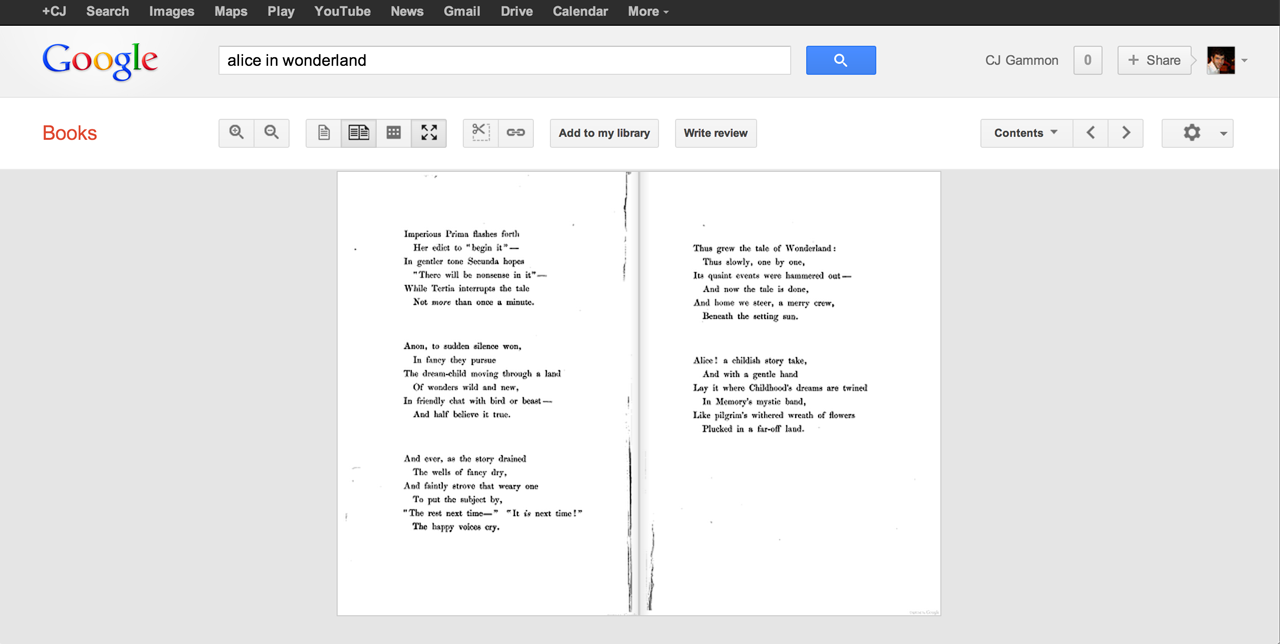 +CJ Search Images Maps Play YouTube News Gmail Drive Calendar More
Google
alice in wonderland
CJ Gammon
0
+ Share
Books
Add to my library
Write review
Contents
Imperious Prima flashes forth
Her edict to "begin it"—
In gentler tone Secunda hopes
"There will be nonsense in it"—
While Tertia interrupts the tale
Not more than once a minute.
Anon, to sudden silence won,
In fancy they pursue
The dream-child moving through a land
Of wonders wild and new,
In friendly chat with bird or beast—
And half believe it true.
And ever, as the story drained
The wells of fancy dry,
And faintly strove that weary one
To put the subject by,
"The rest next time—" "It is next time!"
The happy voices cry.
Thus grew the tale of Wonderland:
Thus slowly, one by one,
Its quaint events were hammered out—
And now the tale is done,
And home we steer, a merry crew,
Beneath the setting sun.
Alice! a childish story take,
And with a gentle hand
Lay it where Childhood's dreams are twined
In Memory's mystic band,
Like pilgrim's withered wreath of flowers
Plucked in a far-off land.